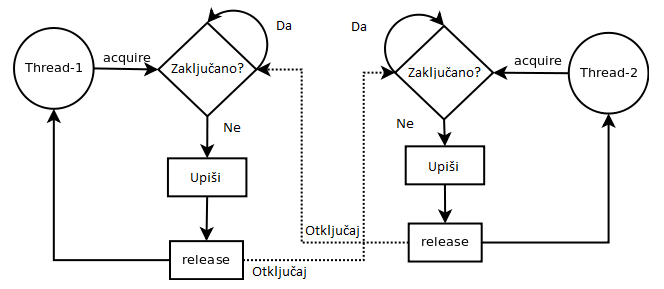 Thread-1
acquire
Zaključano?
Da
Ne
Upiši
release
Otključaj
Da
Zaključano?
acquire
Thread-2
Ne
Upiši
Otključaj
release